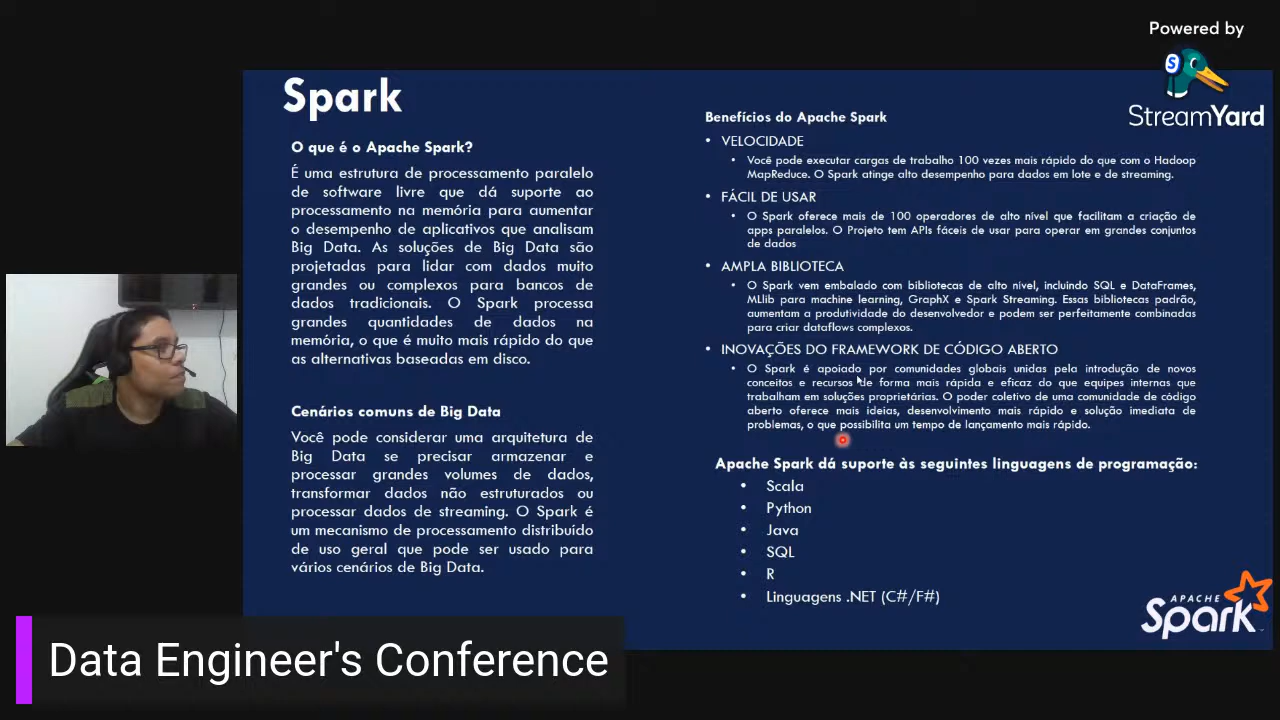 Powered by
StreamYard
Spark
O que é o Apache Spark?
É uma estrutura de processamento paralelo
de software livre que dá suporte ao
processamento na memória para aumentar
o desempenho de aplicativos que analisam
Big Data. As soluções de Big Data são
projetadas para lidar com dados muito
grandes ou complexos para bancos de
dados tradicionais. O Spark processa
grandes quantidades de dados na
memória, o que é muito mais rápido do que
as alternativas baseadas em disco.
Cenários comuns de Big Data
Você pode considerar uma arquitetura de
Big Data se precisar armazenar e
processar grandes volumes de dados,
transformar dados não estruturados ou
processar dados de streaming. O Spark é
um mecanismo de processamento distribuído
de uso geral que pode ser usado para
vários cenários de Big Data.
Benefícios do Apache Spark
• VELOCIDADE
• Você pode executar cargas de trabalho 100 vezes mais rápido do que com o Hadoop
MapReduce. O Spark atinge alto desempenho para dados em lote e de streaming.
• FÁCIL DE USAR
• O Spark oferece mais de 100 operadores de alto nível que facilitam a criação de
apps paralelos. O Projeto tem APIs fáceis de usar para operar em grandes conjuntos
de dados
• AMPLA BIBLIOTECA
• O Spark vem embalado com bibliotecas de alto nível, incluindo SQL e DataFrames,
MLlib para machine learning, GraphX e Spark Streaming. Essas bibliotecas padrão,
aumentam a produtividade do desenvolvedor e podem ser perfeitamente combinadas
para criar dataflows complexos.
• INOVAÇÕES DO FRAMEWORK DE CÓDIGO ABERTO
• O Spark é apoiado por comunidades globais unidas pela introdução de novos
conceitos e recursos de forma mais rápida e eficaz do que equipes internas que
trabalham em soluções proprietárias. O poder coletivo de uma comunidade de código
aberto oferece mais ideias, desenvolvimento mais rápido e solução imediata de
problemas, o que possibilita um tempo de lançamento mais rápido.
Apache Spark dá suporte às seguintes linguagens de programação:
• Scala
• Python
• Java
• SQL
• R
• Linguagens .NET (C#/F#)
APACHE
Spark
Data Engineer's Conference